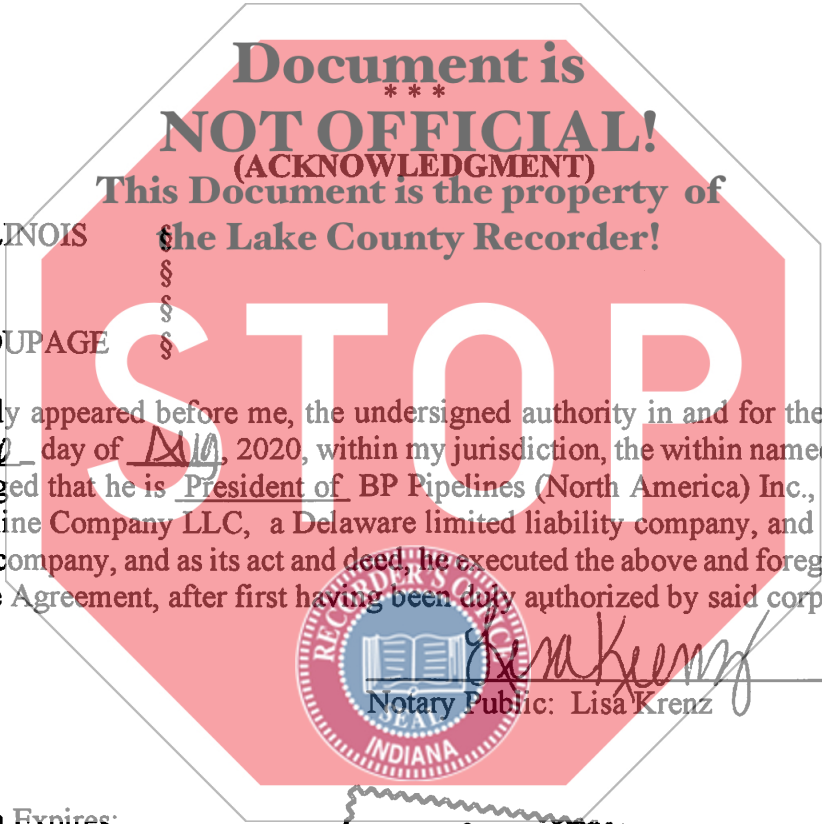 Document is
* * *
NOT OFFICIAL!
(ACKNOWLEDGMENT)
This Document is the property of
LINOIS §
the Lake County Recorder!
§
§
UPAGE §
STOP
ly appeared before me, the undersigned authority in and for the
day of Aug, 2020, within my jurisdiction, the within name
ged that he is President of BP Pipelines (North America) Inc.,
ine Company LLC, a Delaware limited liability company, and
company, and as its act and deed, he executed the above and foreg
Agreement, after first having been duly authorized by said corp
Lisa Krenz
Notary Public: Lisa Krenz
RECORDER'S OFFICE
SEAL
INDIANA
Expires: